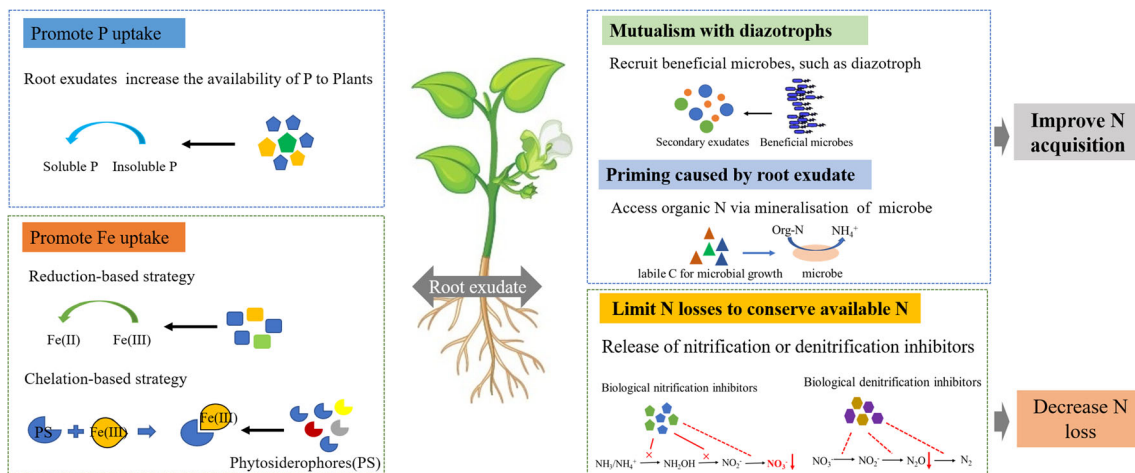 Promote P uptake
Root exudates increase the availability of P to Plants
Soluble P Insoluble P
Promote Fe uptake
Reduction-based strategy
Fe(II) Fe(III)
Chelation-based strategy
PS Fe(III) Fe(III)
Phytosiderophores(PS)
Root exudate
Mutualism with diazotrophs
Recruit beneficial microbes, such as diazotroph
Secondary exudates Beneficial microbes
Priming caused by root exudate
Access organic N via mineralisation of microbe
Org-N NH₄⁺
labile C for microbial growth microbe
Limit N losses to conserve available N
Release of nitrification or denitrification inhibitors
Biological nitrification inhibitors Biological denitrification inhibitors
NH₃/NH₄⁺ NH₂OH NO₂⁻ NO₃⁻ NO₃⁻ NO₂⁻ N₂O N₂
Improve N
acquisition
Decrease N
loss